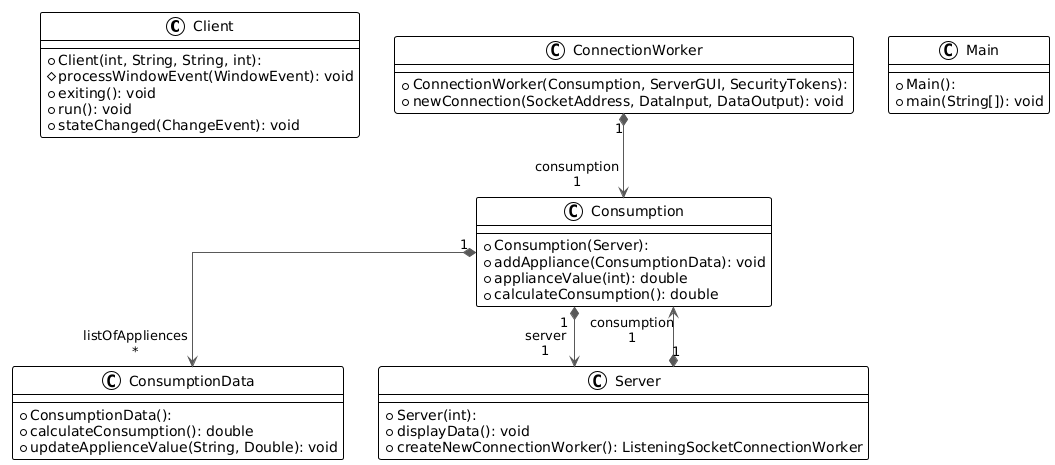 C Client
Client(int, String, String, int):
processWindowEvent(WindowEvent): void
exiting(): void
run(): void
stateChanged(ChangeEvent): void
C ConnectionWorker
ConnectionWorker(Consumption, ServerGUI, SecurityTokens):
newConnection(SocketAddress, DataInput, DataOutput): void
C Main
Main():
main(String[]): void
1
consumption
1
C Consumption
Consumption(Server):
addAppliance(ConsumptionData): void
applianceValue(int): double
calculateConsumption(): double
1
listOfAppliences
*
1
server
1
consumption
1
1
C ConsumptionData
ConsumptionData():
calculateConsumption(): double
updateApplienceValue(String, Double): void
C Server
Server(int):
displayData(): void
createNewConnectionWorker(): ListeningSocketConnectionWorker